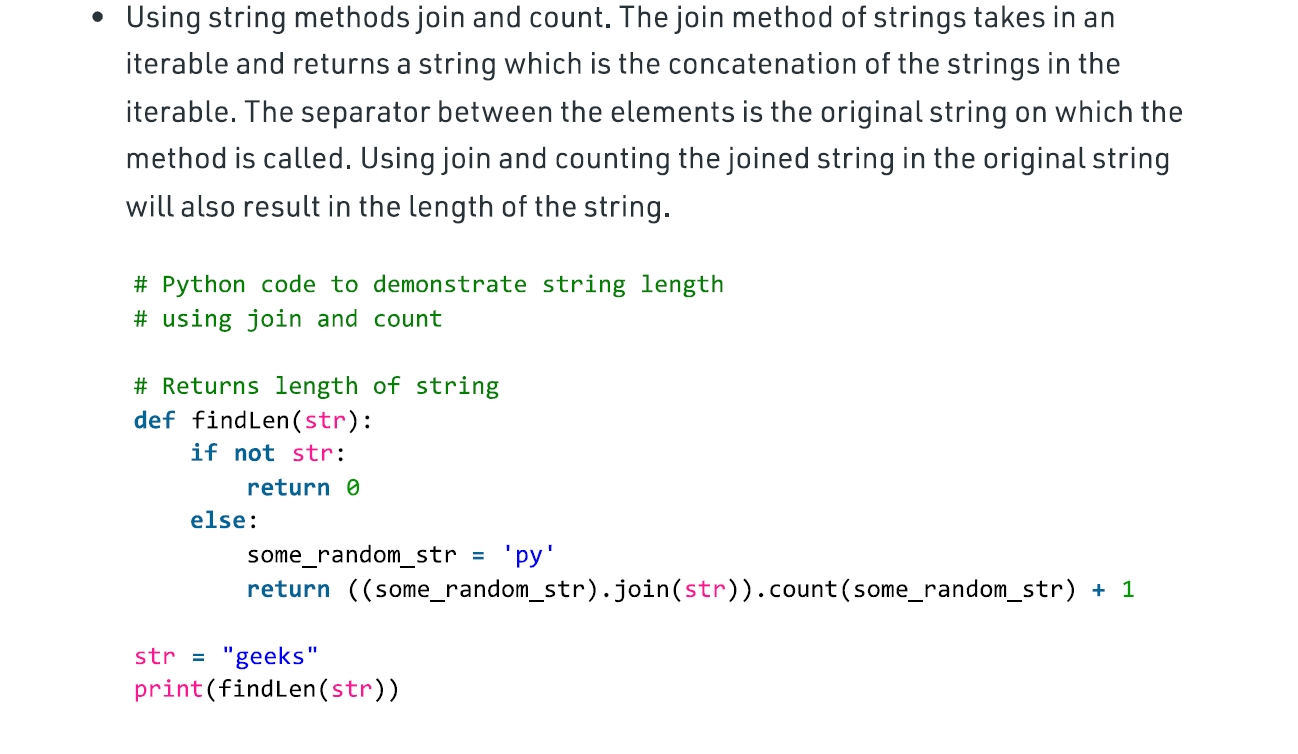 • Using string methods join and count. The join method of strings takes in an
iterable and returns a string which is the concatenation of the strings in the
iterable. The separator between the elements is the original string on which the
method is called. Using join and counting the joined string in the original string
will also result in the length of the string.
# Python code to demonstrate string length
# using join and count
# Returns length of string
def findLen(str):
    if not str:
        return 0
    else:
        some_random_str = 'py'
        return ((some_random_str).join(str)).count(some_random_str) + 1
str = "geeks"
print(findLen(str))